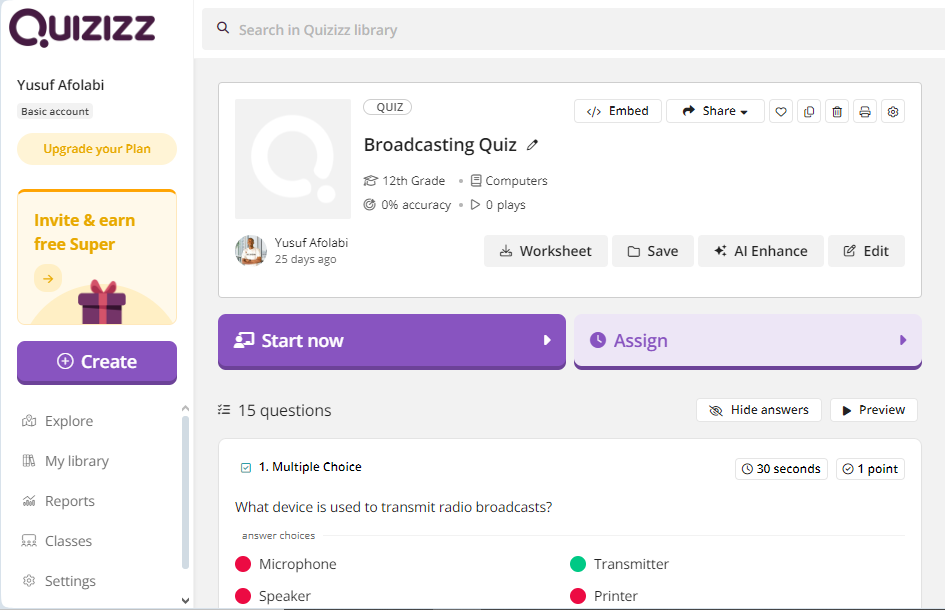 QUIZIZZ
Search in Quizizz library
Yusuf Afolabi
Basic account
Upgrade your Plan
Invite & earn
free Super
Create
Explore
My library
Reports
Classes
Settings
QUIZ
Embed
Share
Broadcasting Quiz
12th Grade • Computers
0% accuracy • 0 plays
Yusuf Afolabi
25 days ago
Worksheet
Save
AI Enhance
Edit
Start now
Assign
15 questions
Hide answers
Preview
1. Multiple Choice
30 seconds
1 point
What device is used to transmit radio broadcasts?
answer choices
Microphone
Transmitter
Speaker
Printer